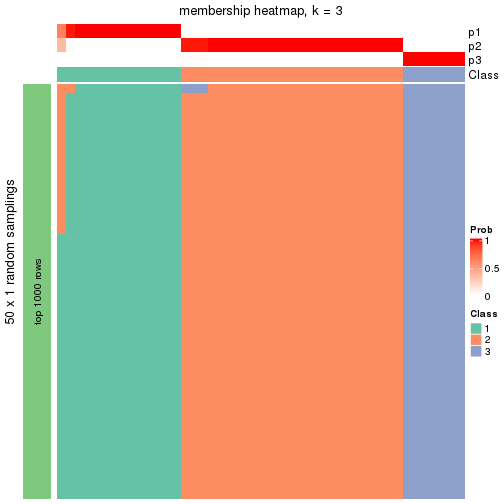 membership heatmap, k = 3
p1
p2
p3
Class
50 x 1 random samplings
top 1000 rows
Prob
1
0.5
0
Class
1
2
3